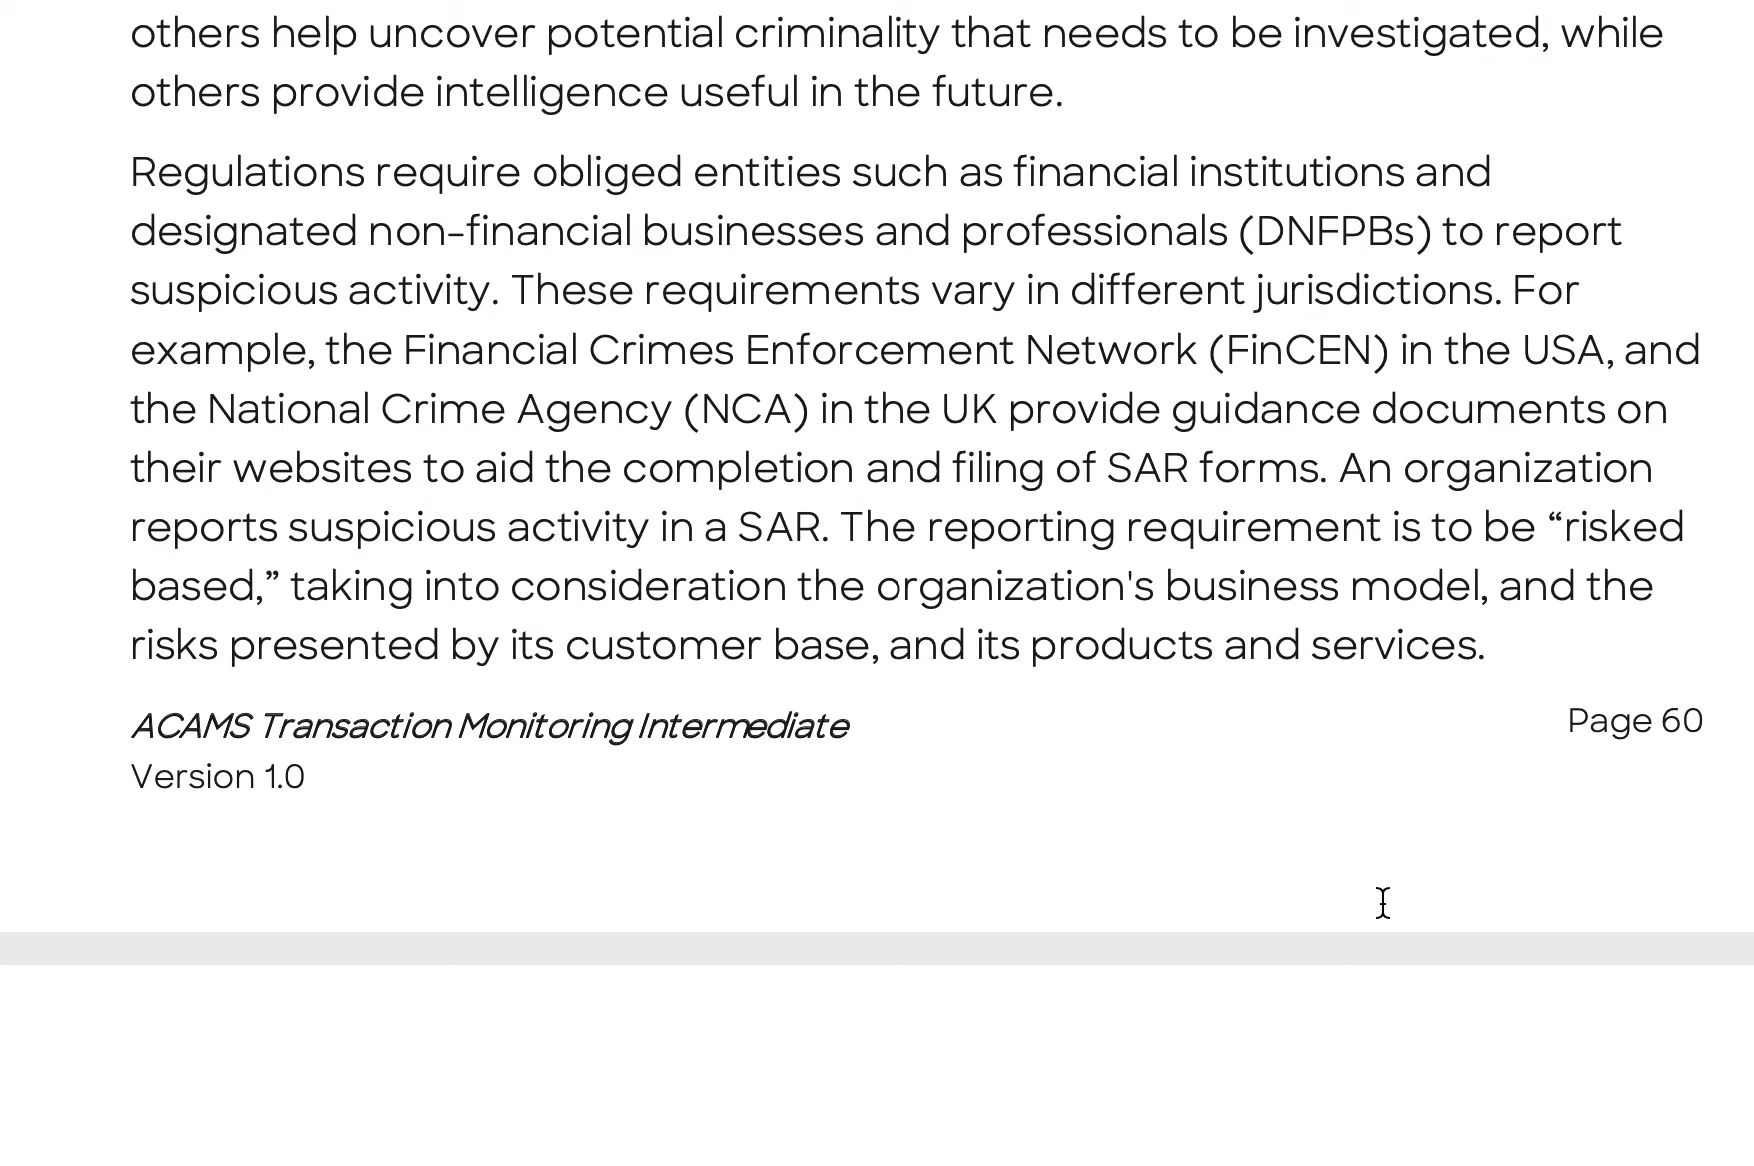 others help uncover potential criminality that needs to be investigated, while
others provide intelligence useful in the future.
Regulations require obliged entities such as financial institutions and
designated non-financial businesses and professionals (DNFPBs) to report
suspicious activity. These requirements vary in different jurisdictions. For
example, the Financial Crimes Enforcement Network (FinCEN) in the USA, and
the National Crime Agency (NCA) in the UK provide guidance documents on
their websites to aid the completion and filing of SAR forms. An organization
reports suspicious activity in a SAR. The reporting requirement is to be “risked
based,” taking into consideration the organization's business model, and the
risks presented by its customer base, and its products and services.
ACAMS Transaction Monitoring Intermediate
Page 60
Version 1.0